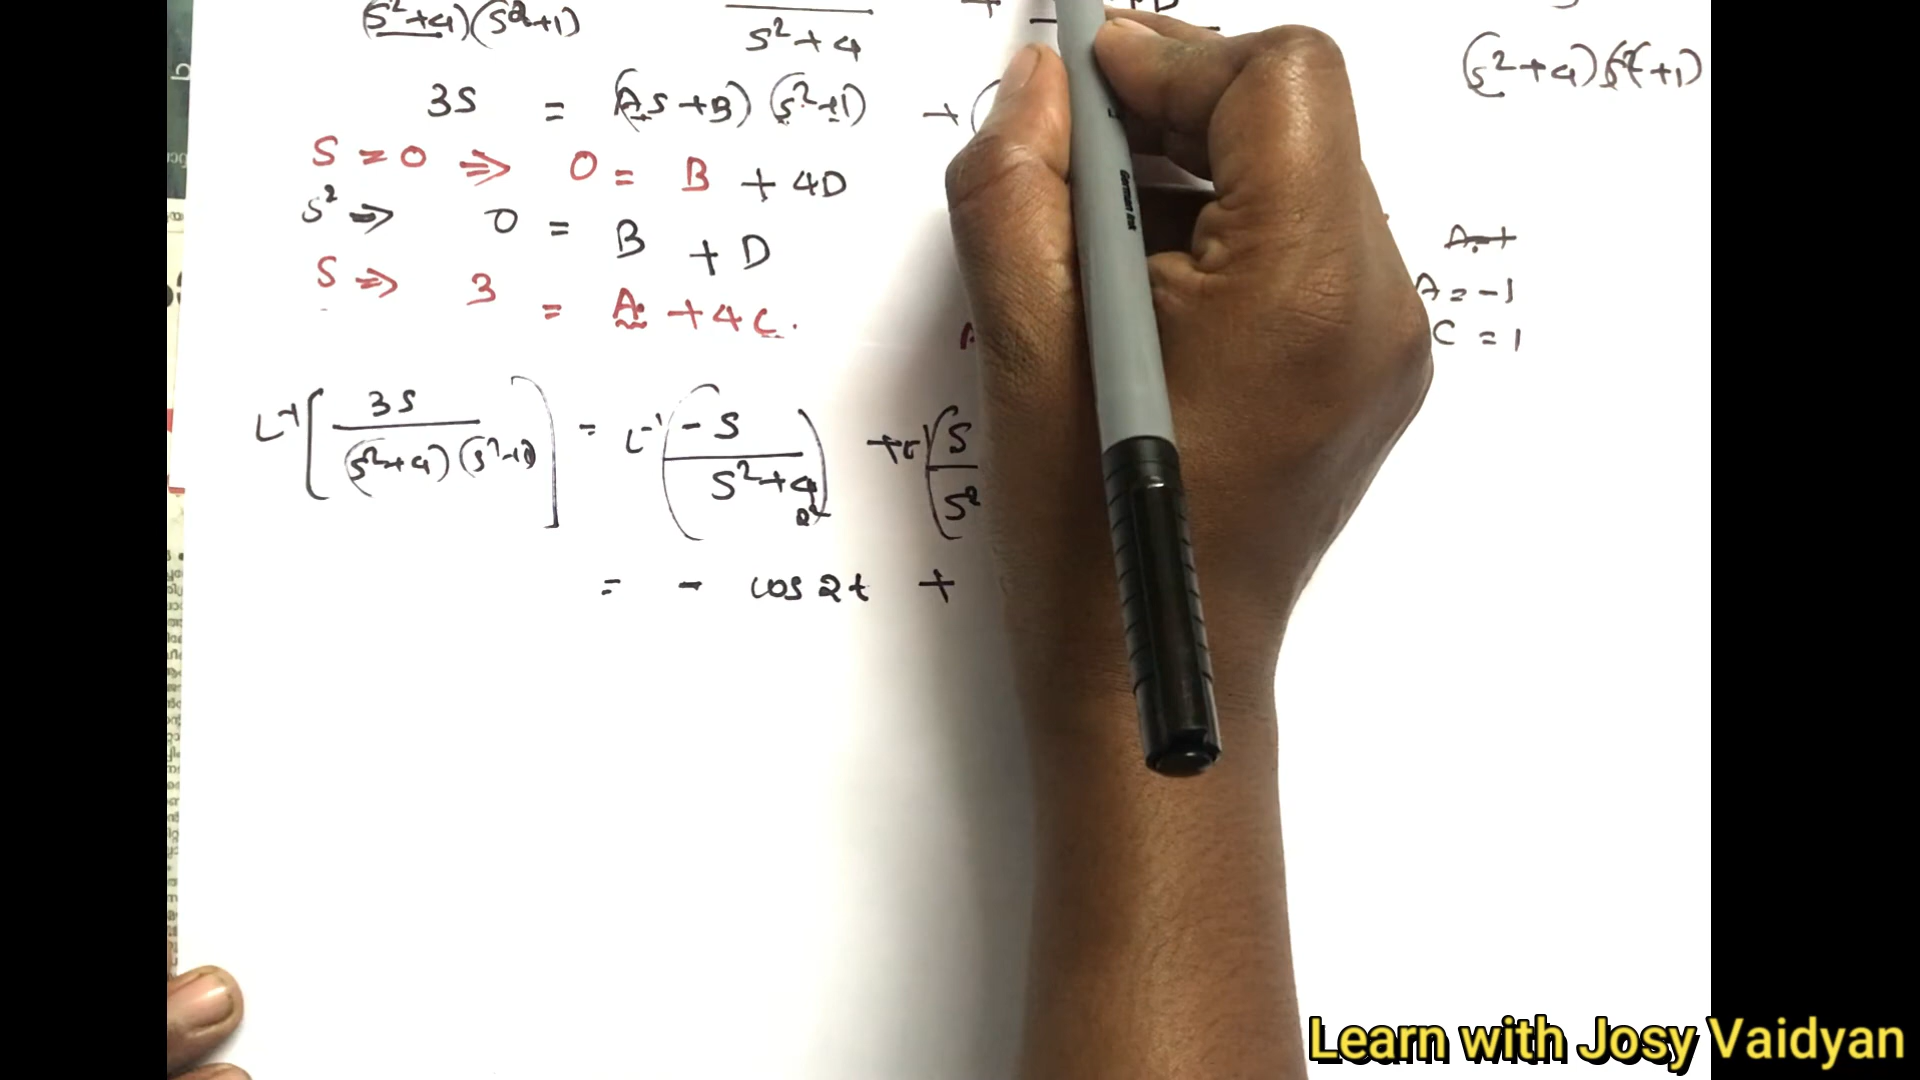 (s²+4)(s²+1) s²+4 + +D
(s²+4)(s²+1)
3s = (As+B)(s²+1) + (
s=0 ⇒ 0 = B + 4D
s² ⇒ 0 = B + D
s ⇒ 3 = A + 4C.
A=-1
C=1
L⁻¹[3s/(s²+4)(s²+1)] = L⁻¹(-s/s²+4) + (s/s²
2²
= - cos 2t +
Learn with Josy Vaidyan